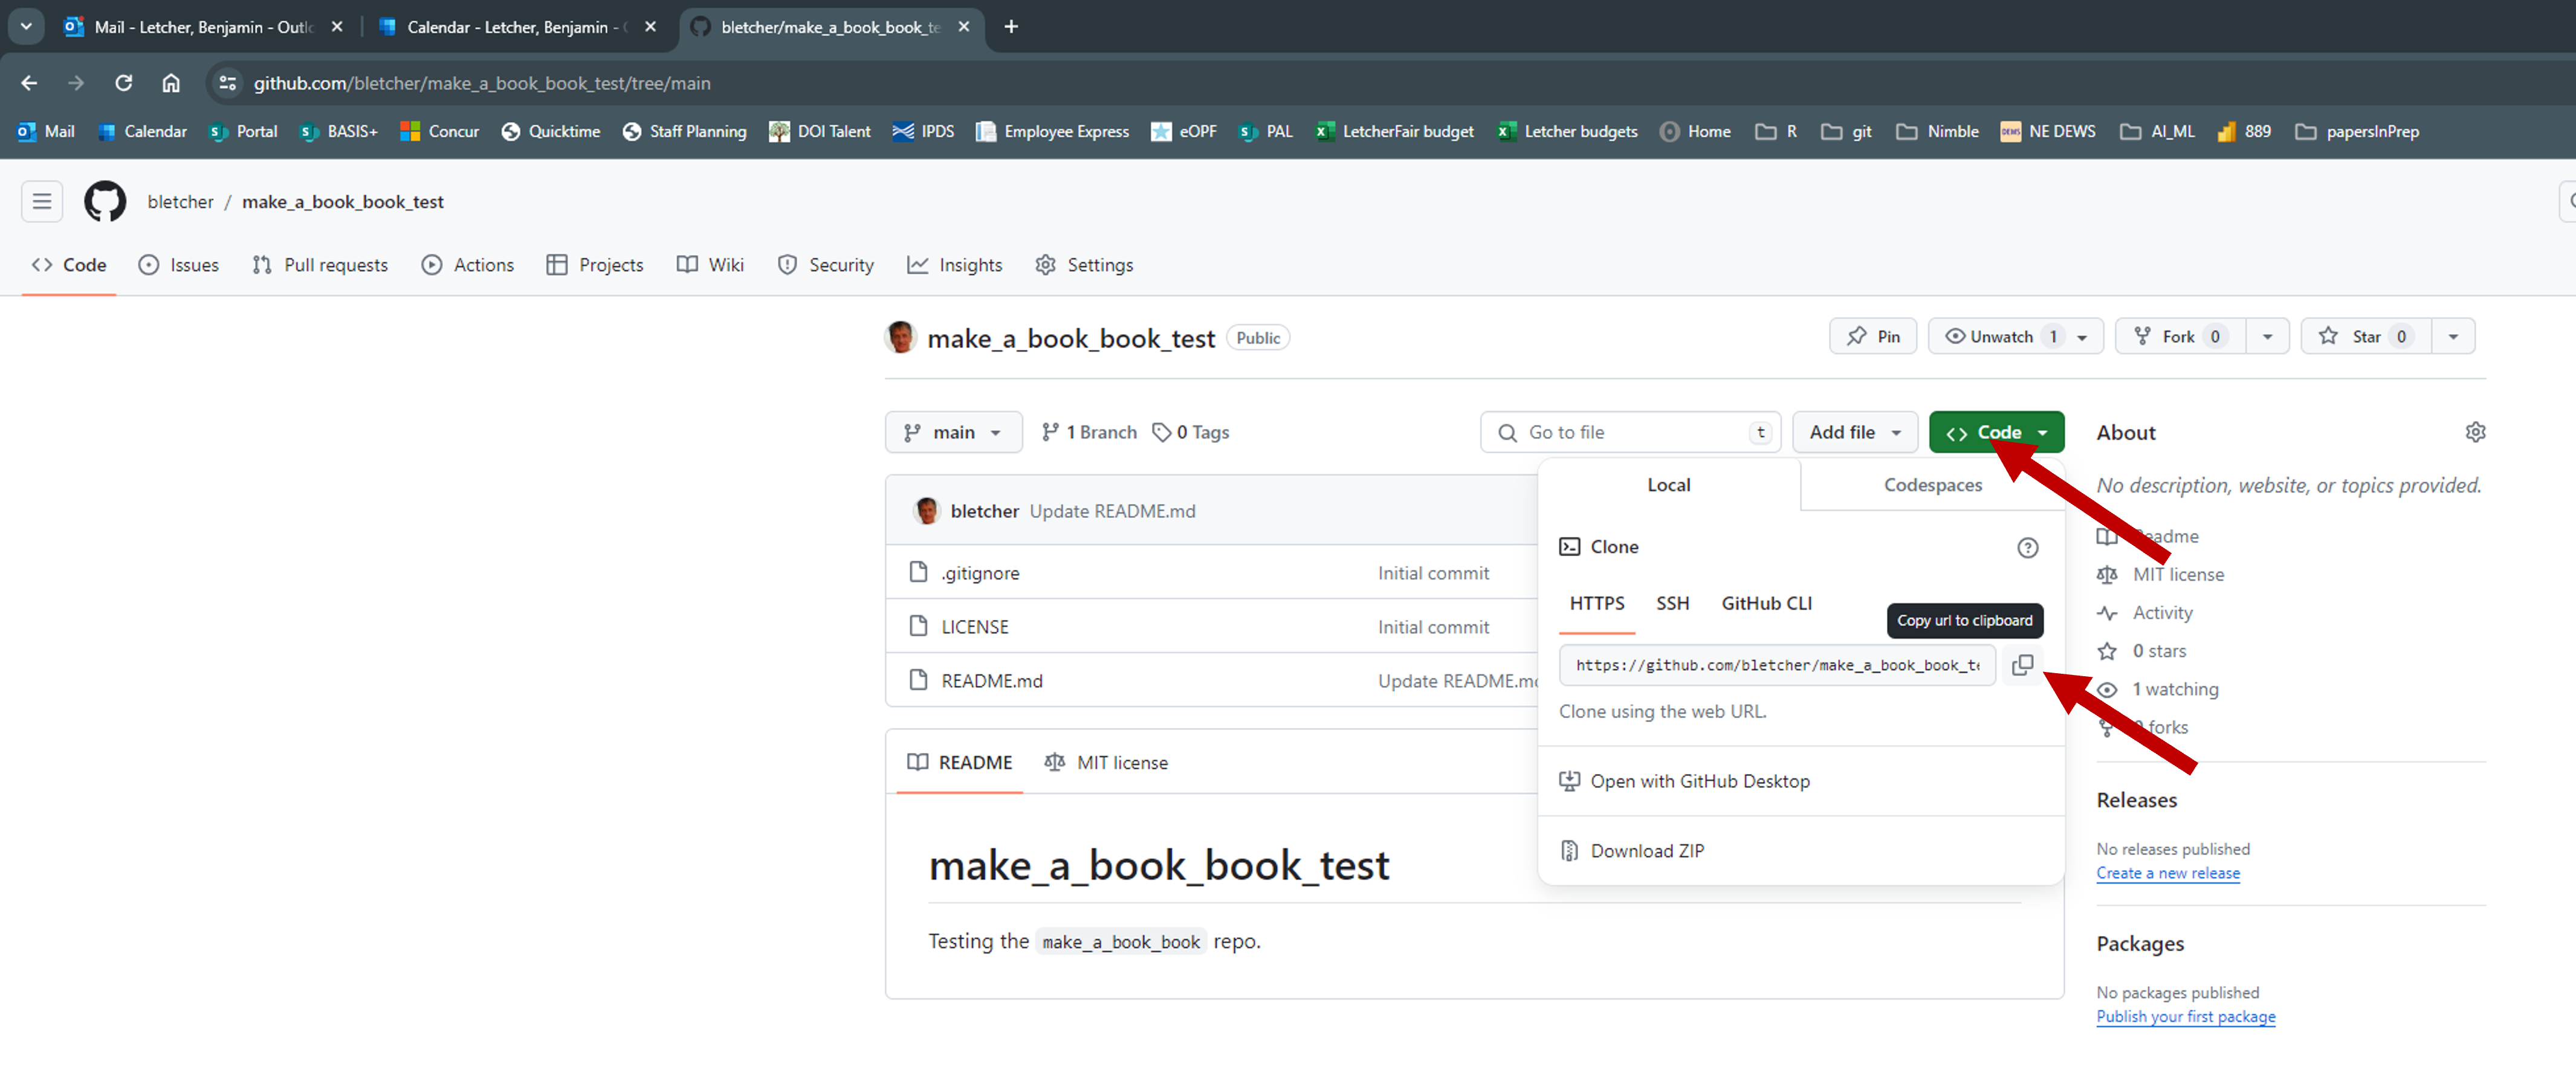 Mail - Letcher, Benjamin - Outlo
Calendar - Letcher, Benjamin -
bletcher/make_a_book_book_te
github.com/bletcher/make_a_book_book_test/tree/main
Mail Calendar Portal BASIS+ Concur Quicktime Staff Planning DOI Talent IPDS Employee Express eOPF PAL LetcherFair budget Letcher budgets Home R git Nimble NE DEWS AI_ML 889 papersInPrep
bletcher / make_a_book_book_test
Code Issues Pull requests Actions Projects Wiki Security Insights Settings
make_a_book_book_test Public
Pin Unwatch 1 Fork 0 Star 0
main 1 Branch 0 Tags
Go to file t Add file <> Code
bletcher Update README.md
.gitignore Initial commit
LICENSE Initial commit
README.md Update README.md
README MIT license
make_a_book_book_test
Testing the make_a_book_book repo.
Local Codespaces
Clone
HTTPS SSH GitHub CLI
Copy url to clipboard
https://github.com/bletcher/make_a_book_book_te
Clone using the web URL.
Open with GitHub Desktop
Download ZIP
About
No description, website, or topics provided.
Readme
MIT license
Activity
0 stars
1 watching
0 forks
Releases
No releases published
Create a new release
Packages
No packages published
Publish your first package